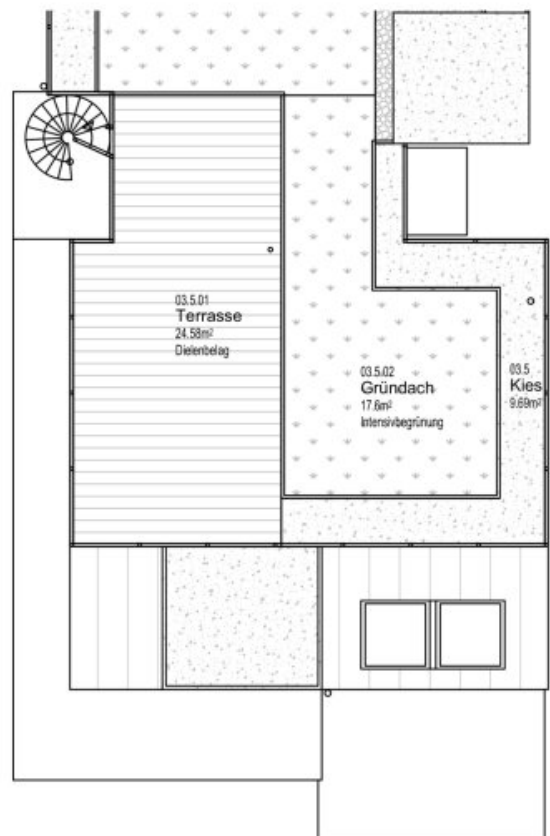 03.5.01
Terrasse
24.58m²
Dielenbelag
03.5.02
Gründach
17.6m²
Intensivbegrünung
03.5
Kies
9.69m²